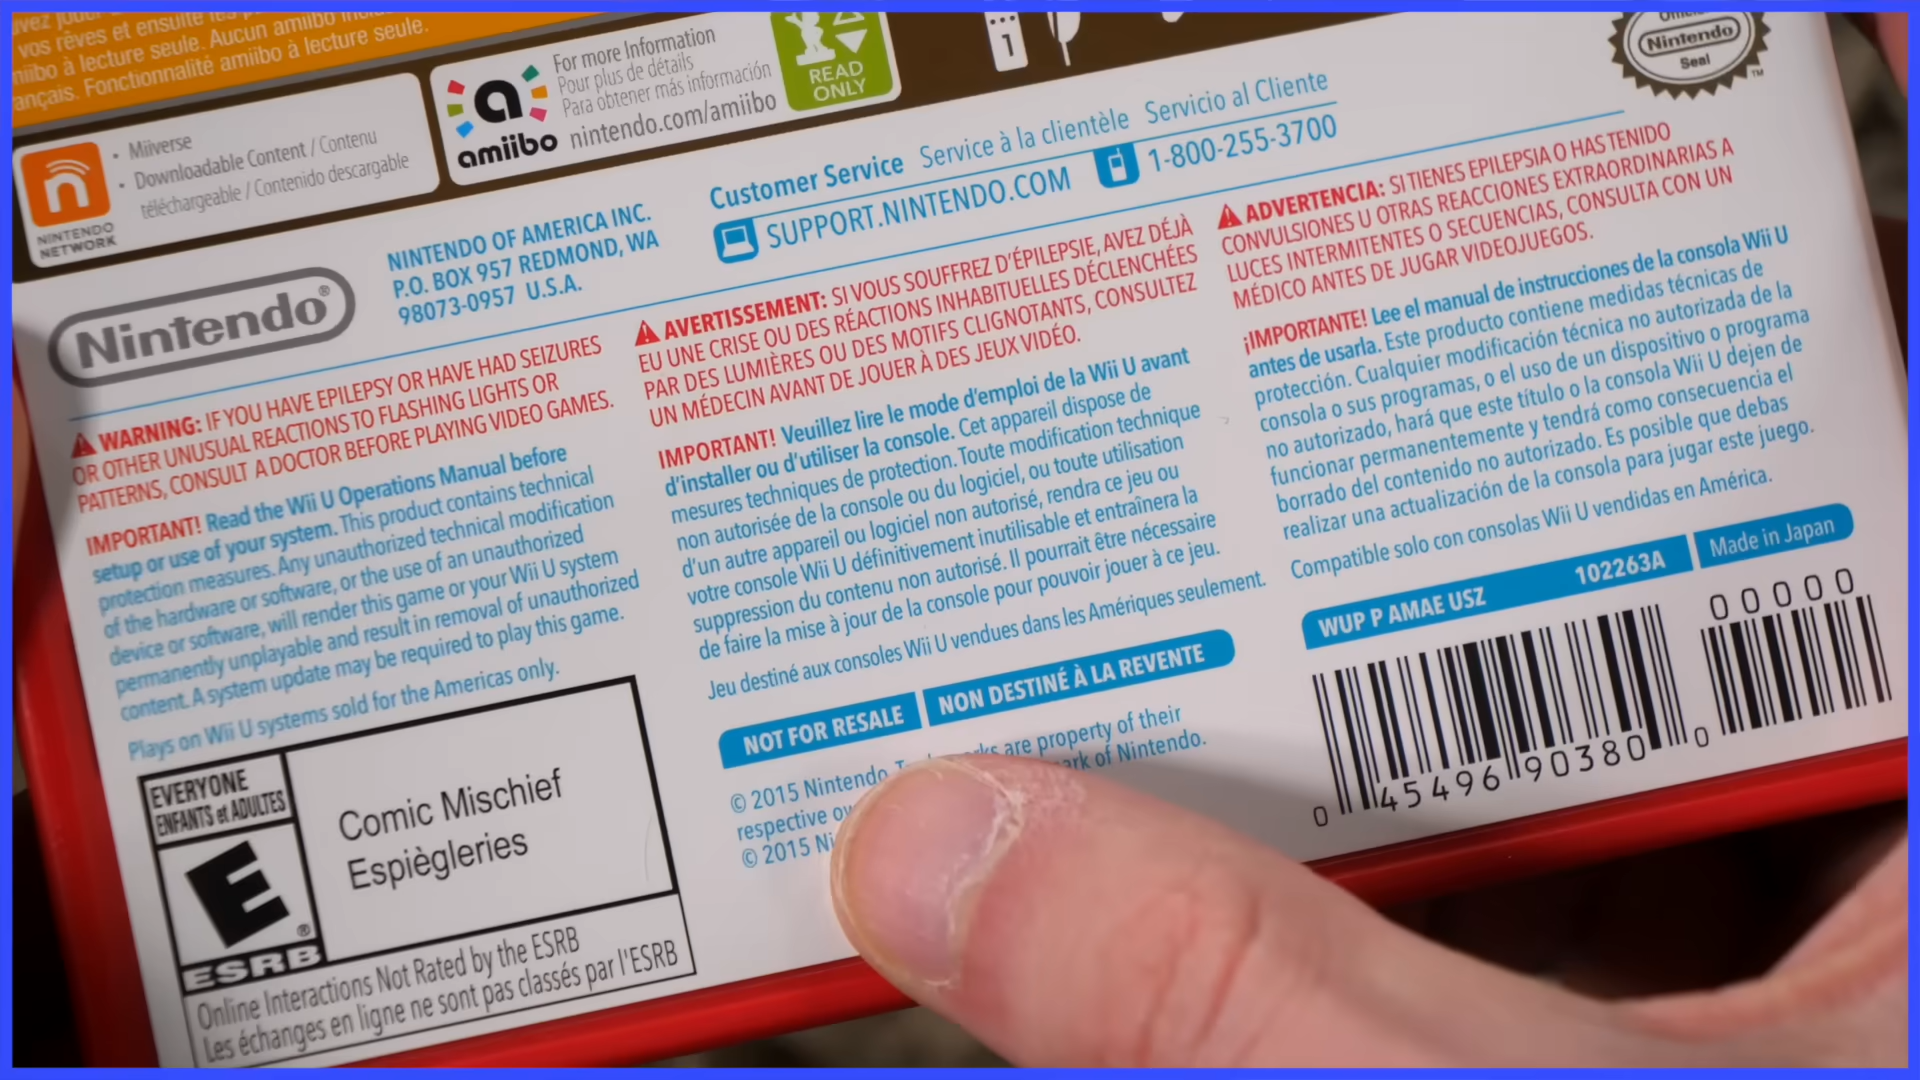 vos rêves et ensuite les
amiibo à lecture seule. Aucun amiibo inclus
français. Fonctionnalité amiibo à lecture seule.
NINTENDO
NETWORK
• Miiverse
• Downloadable Content / Contenu
téléchargeable / Contenido descargable
amiibo
For more Information
Pour plus de détails
Para obtener más información
nintendo.com/amiibo
READ
ONLY
1
Official
Nintendo
Seal
™
Nintendo®
NINTENDO OF AMERICA INC.
P.O. BOX 957 REDMOND, WA
98073-0957 U.S.A.
Customer Service Service à la clientèle Servicio al Cliente
SUPPORT.NINTENDO.COM 1-800-255-3700
WARNING: IF YOU HAVE EPILEPSY OR HAVE HAD SEIZURES
OR OTHER UNUSUAL REACTIONS TO FLASHING LIGHTS OR
PATTERNS, CONSULT A DOCTOR BEFORE PLAYING VIDEO GAMES.
IMPORTANT! Read the Wii U Operations Manual before
setup or use of your system. This product contains technical
protection measures. Any unauthorized technical modification
of the hardware or software, or the use of an unauthorized
device or software, will render this game or your Wii U system
permanently unplayable and result in removal of unauthorized
content. A system update may be required to play this game.
Plays on Wii U systems sold for the Americas only.
EVERYONE
ENFANTS et ADULTES
E®
ESRB
Comic Mischief
Espiègleries
Online Interactions Not Rated by the ESRB
Les échanges en ligne ne sont pas classés par l'ESRB
AVERTISSEMENT: SI VOUS SOUFFREZ D'ÉPILEPSIE, AVEZ DÉJÀ
EU UNE CRISE OU DES RÉACTIONS INHABITUELLES DÉCLENCHÉES
PAR DES LUMIÈRES OU DES MOTIFS CLIGNOTANTS, CONSULTEZ
UN MÉDECIN AVANT DE JOUER À DES JEUX VIDÉO.
IMPORTANT! Veuillez lire le mode d'emploi de la Wii U avant
d'installer ou d'utiliser la console. Cet appareil dispose de
mesures techniques de protection. Toute modification technique
non autorisée de la console ou du logiciel, ou toute utilisation
d'un autre appareil ou logiciel non autorisé, rendra ce jeu ou
votre console Wii U définitivement inutilisable et entraînera la
suppression du contenu non autorisé. Il pourrait être nécessaire
de faire la mise à jour de la console pour pouvoir jouer à ce jeu.
Jeu destiné aux consoles Wii U vendues dans les Amériques seulement.
NOT FOR RESALE NON DESTINÉ À LA REVENTE
© 2015 Nintendo are property of their
respective of Nintendo.
© 2015
ADVERTENCIA: SI TIENES EPILEPSIA O HAS TENIDO
CONVULSIONES U OTRAS REACCIONES EXTRAORDINARIAS A
LUCES INTERMITENTES O SECUENCIAS, CONSULTA CON UN
MÉDICO ANTES DE JUGAR VIDEOJUEGOS.
¡IMPORTANTE! Lee el manual de instrucciones de la consola Wii U
antes de usarla. Este producto contiene medidas técnicas de
protección. Cualquier modificación técnica no autorizada de la
consola o sus programas, o el uso de un dispositivo o programa
no autorizado, hará que este título o la consola Wii U dejen de
funcionar permanentemente y tendrá como consecuencia el
borrado del contenido no autorizado. Es posible que debas
realizar una actualización de la consola para jugar este juego.
Compatible solo con consolas Wii U vendidas en América.
WUP P AMAE USZ 102263A Made in Japan
00000
0 45496 90380 0